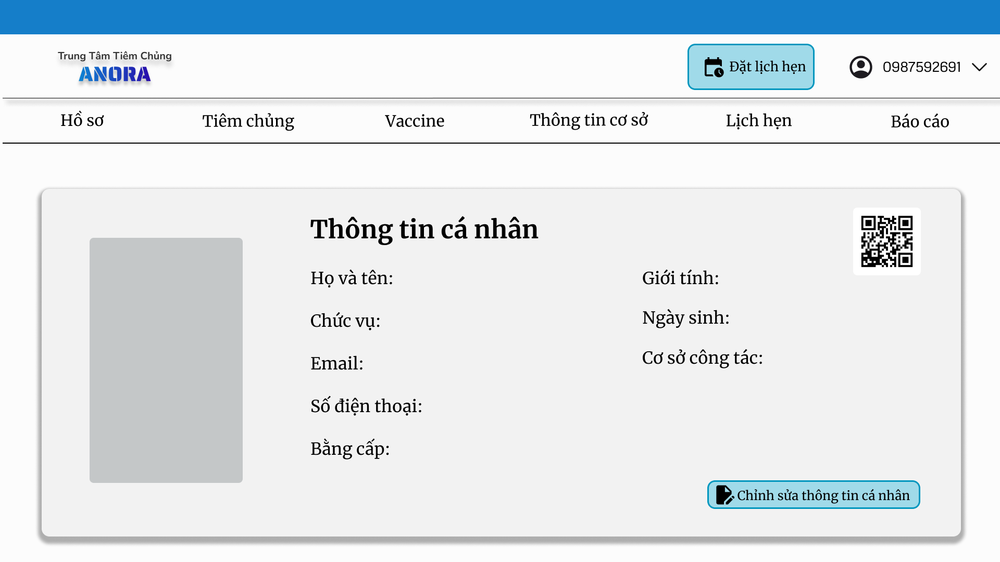 Trung Tâm Tiêm Chủng
ANORA
Đặt lịch hẹn
0987592691
Hồ sơ
Tiêm chủng
Vaccine
Thông tin cơ sở
Lịch hẹn
Báo cáo
Thông tin cá nhân
Họ và tên:
Chức vụ:
Email:
Số điện thoại:
Bằng cấp:
Giới tính:
Ngày sinh:
Cơ sở công tác:
Chỉnh sửa thông tin cá nhân